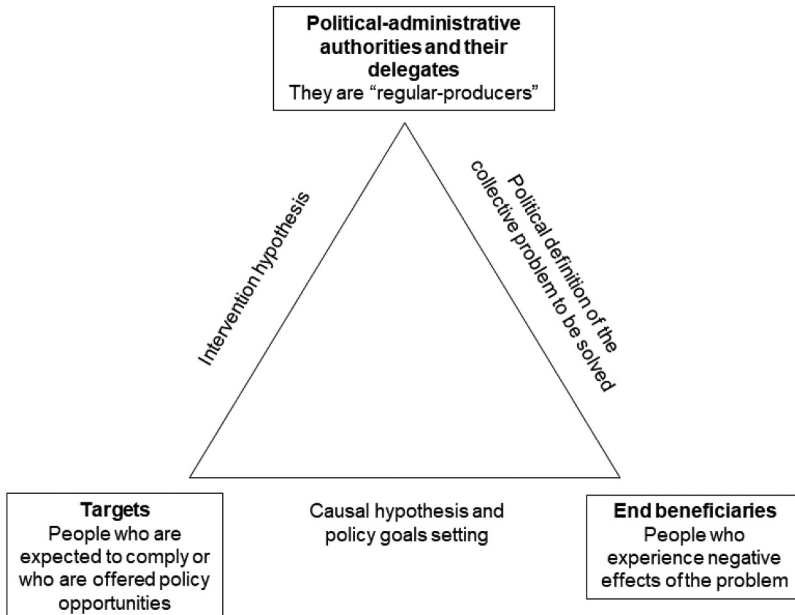 Political-administrative
authorities and their
delegates
They are “regular-producers”
Intervention hypothesis
Political definition of the
collective problem to be solved
Targets
People who are
expected to comply or
who are offered policy
opportunities
Causal hypothesis and
policy goals setting
End beneficiaries
People who
experience negative
effects of the problem